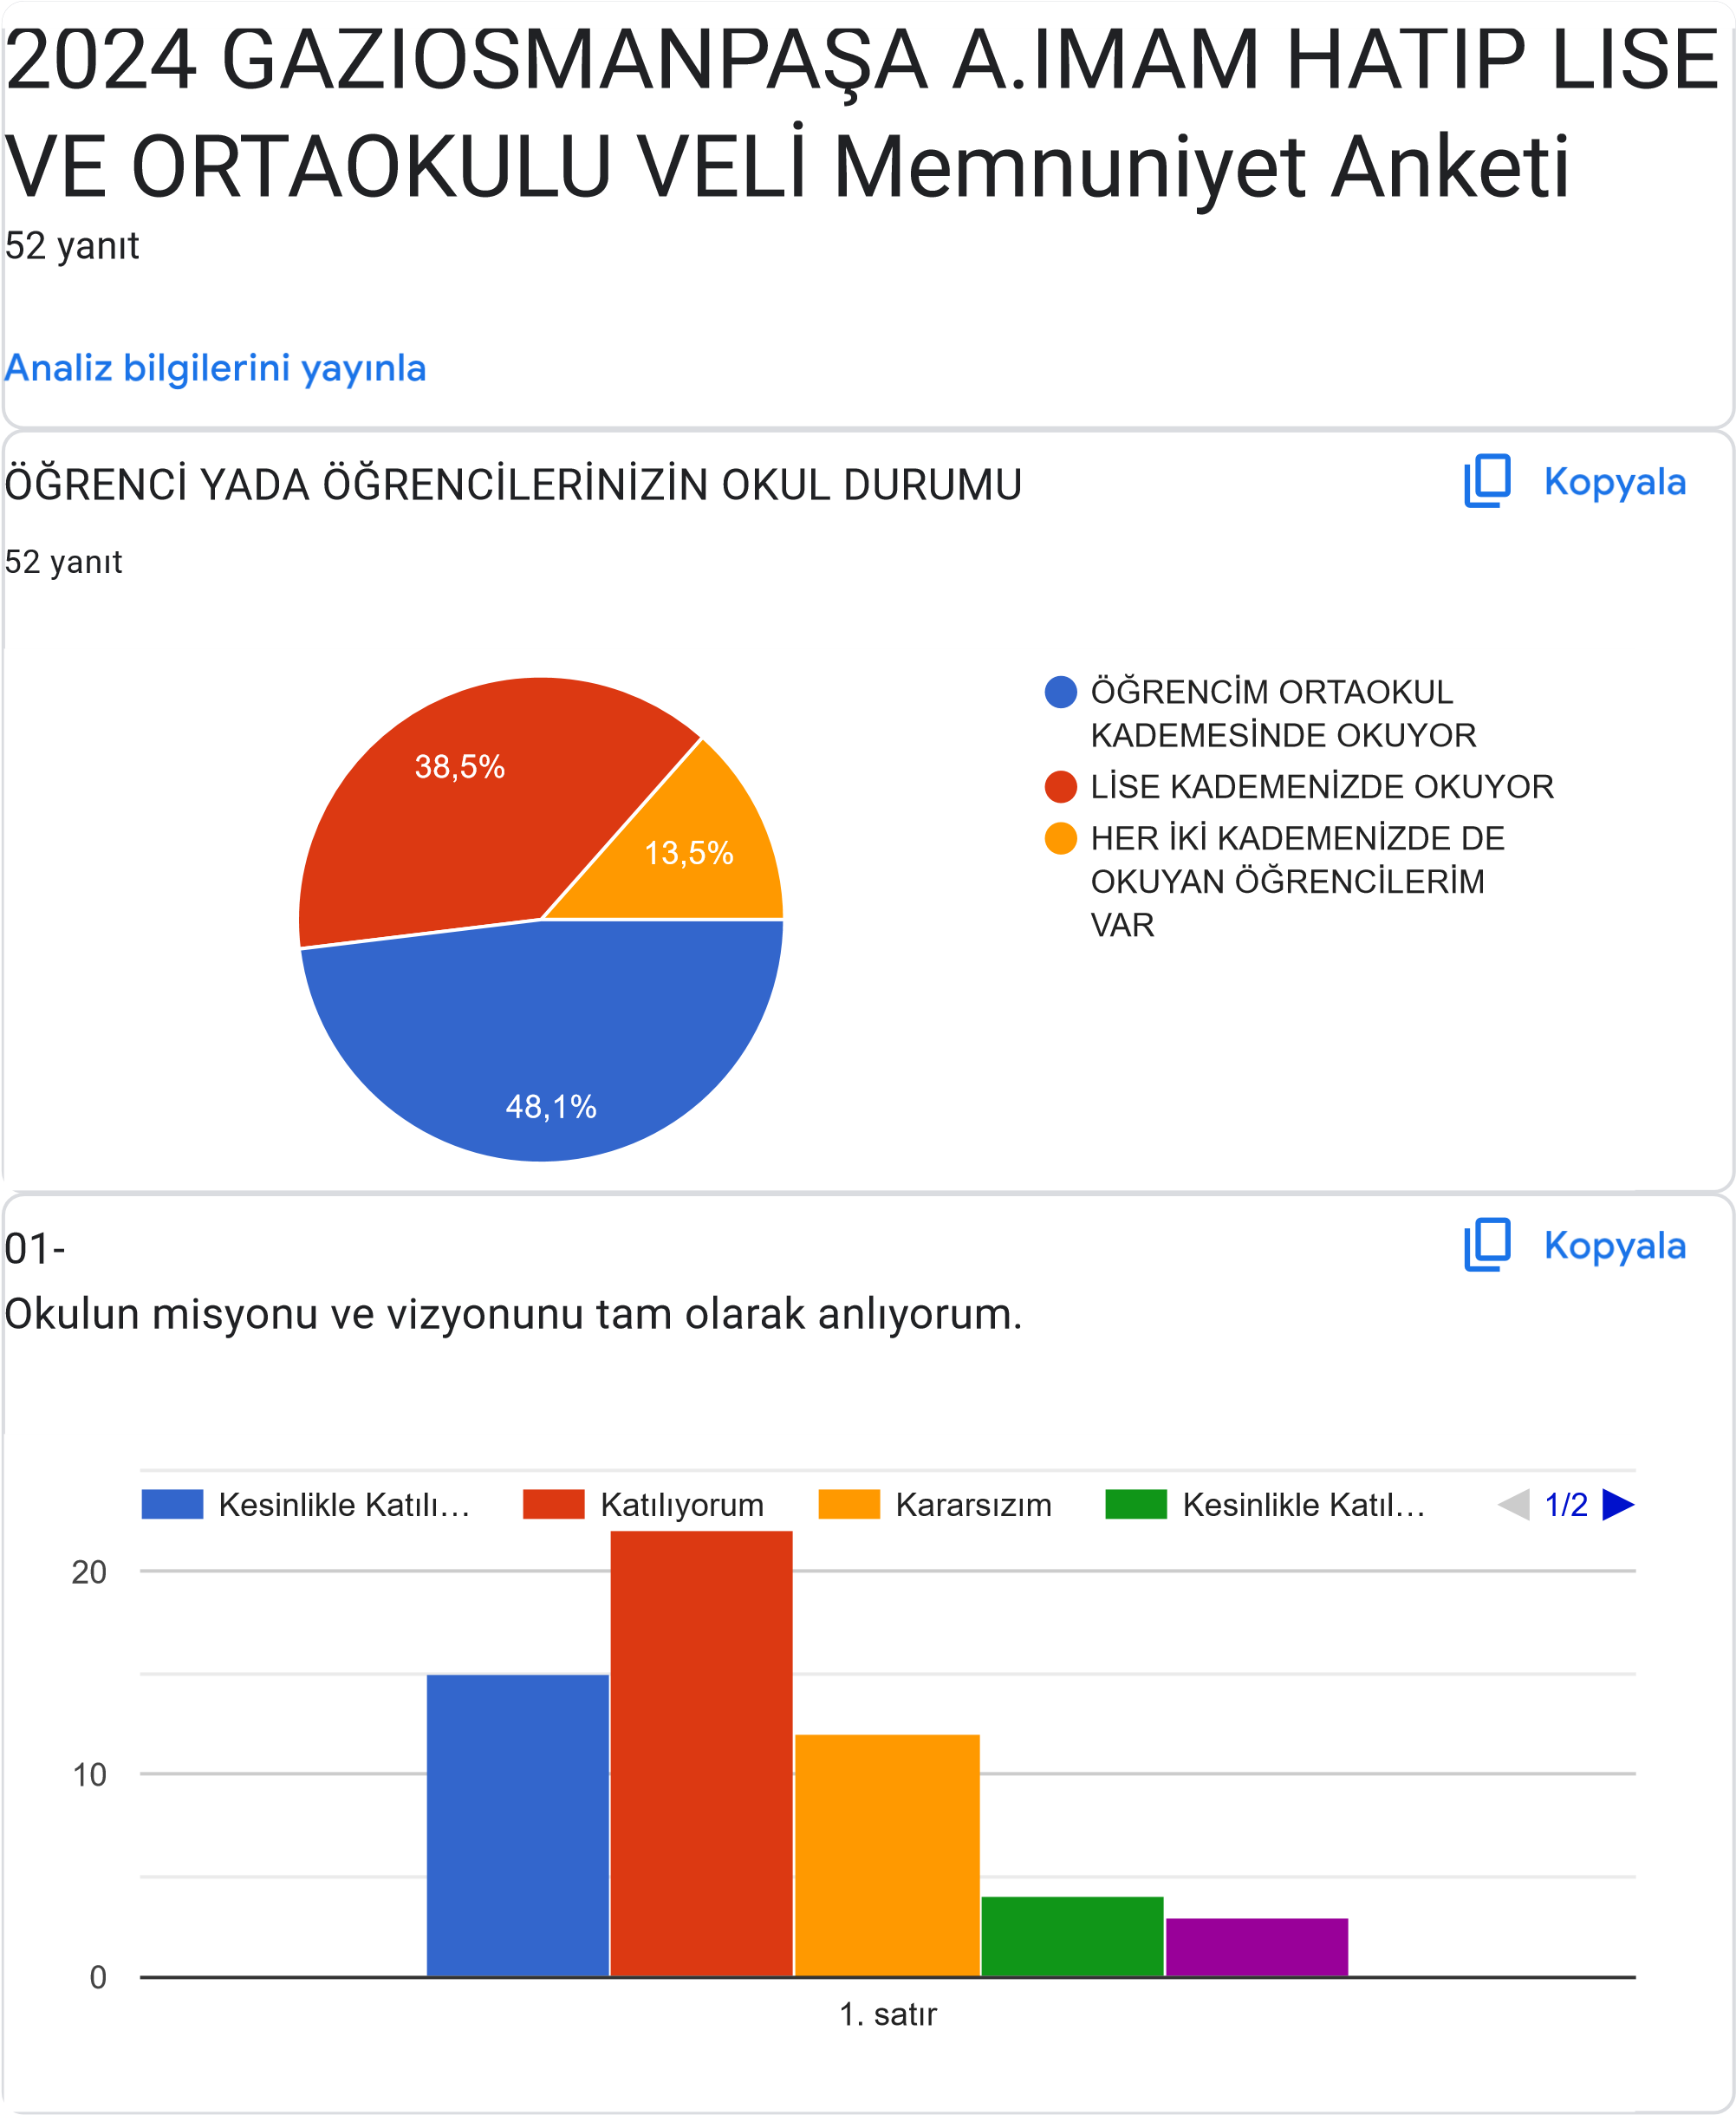 2024 GAZIOSMANPAŞA A.IMAM HATIP LISE
VE ORTAOKULU VELİ Memnuniyet Anketi
52 yanıt
Analiz bilgilerini yayınla
ÖĞRENCİ YADA ÖĞRENCİLERİNİZİN OKUL DURUMU
Kopyala
52 yanıt
38,5%
13,5%
48,1%
ÖĞRENCİM ORTAOKUL
KADEMESİNDE OKUYOR
LİSE KADEMENİZDE OKUYOR
HER İKİ KADEMENİZDE DE
OKUYAN ÖĞRENCİLERİM
VAR
01-
Kopyala
Okulun misyonu ve vizyonunu tam olarak anlıyorum.
Kesinlikle Katılı…
Katılıyorum
Kararsızım
Kesinlikle Katıl…
1/2
20
10
0
1. satır